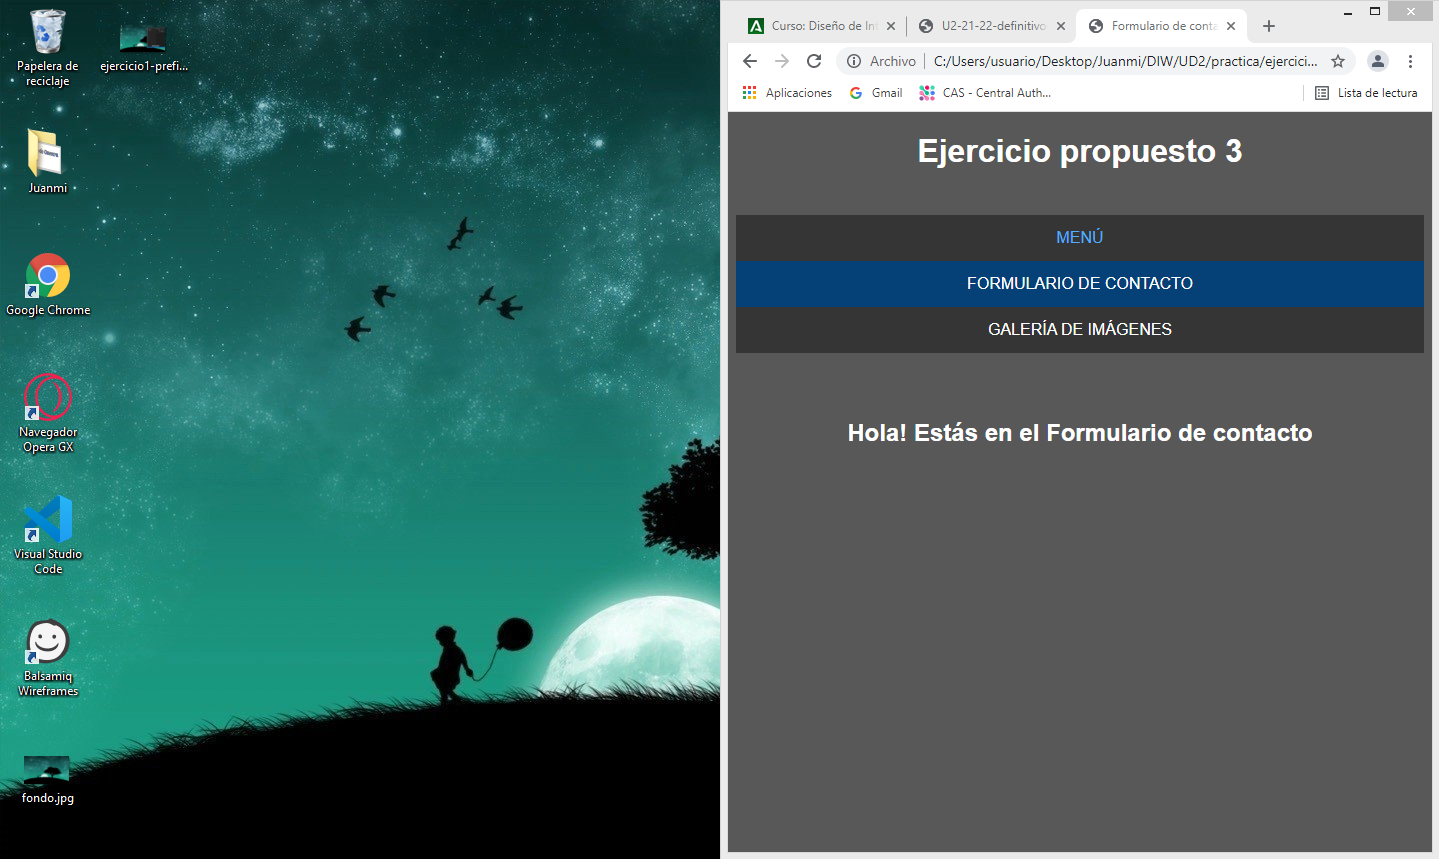 Papelera de
reciclaje
ejercicio1-prefi...
Juanmi
Google Chrome
Navegador
Opera GX
Visual Studio
Code
Balsamiq
Wireframes
fondo.jpg
Curso: Diseño de Int
U2-21-22-definitivo
Formulario de conta
Archivo
C:/Users/usuario/Desktop/Juanmi/DIW/UD2/practica/ejercici...
Aplicaciones
Gmail
CAS - Central Auth...
Lista de lectura
Ejercicio propuesto 3
MENÚ
FORMULARIO DE CONTACTO
GALERÍA DE IMÁGENES
Hola! Estás en el Formulario de contacto